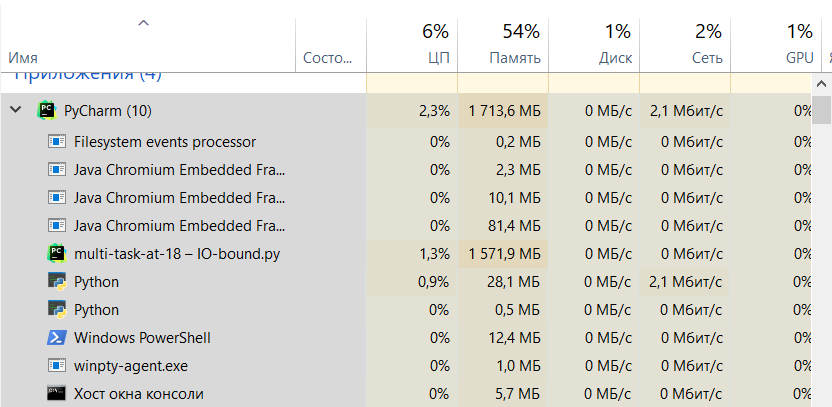 6% 54% 1% 2% 1%
Имя Состо... ЦП Память Диск Сеть GPU
Приложения (4)
PyCharm (10) 2,3% 1 713,6 МБ 0 МБ/с 2,1 Мбит/с 0%
Filesystem events processor 0% 0,2 МБ 0 МБ/с 0 Мбит/с 0%
Java Chromium Embedded Fra... 0% 2,3 МБ 0 МБ/с 0 Мбит/с 0%
Java Chromium Embedded Fra... 0% 10,1 МБ 0 МБ/с 0 Мбит/с 0%
Java Chromium Embedded Fra... 0% 81,4 МБ 0 МБ/с 0 Мбит/с 0%
multi-task-at-18 – IO-bound.py 1,3% 1 571,9 МБ 0 МБ/с 0 Мбит/с 0%
Python 0,9% 28,1 МБ 0 МБ/с 2,1 Мбит/с 0%
Python 0% 0,5 МБ 0 МБ/с 0 Мбит/с 0%
Windows PowerShell 0% 12,4 МБ 0 МБ/с 0 Мбит/с 0%
winpty-agent.exe 0% 1,0 МБ 0 МБ/с 0 Мбит/с 0%
Хост окна консоли 0% 5,7 МБ 0 МБ/с 0 Мбит/с 0%